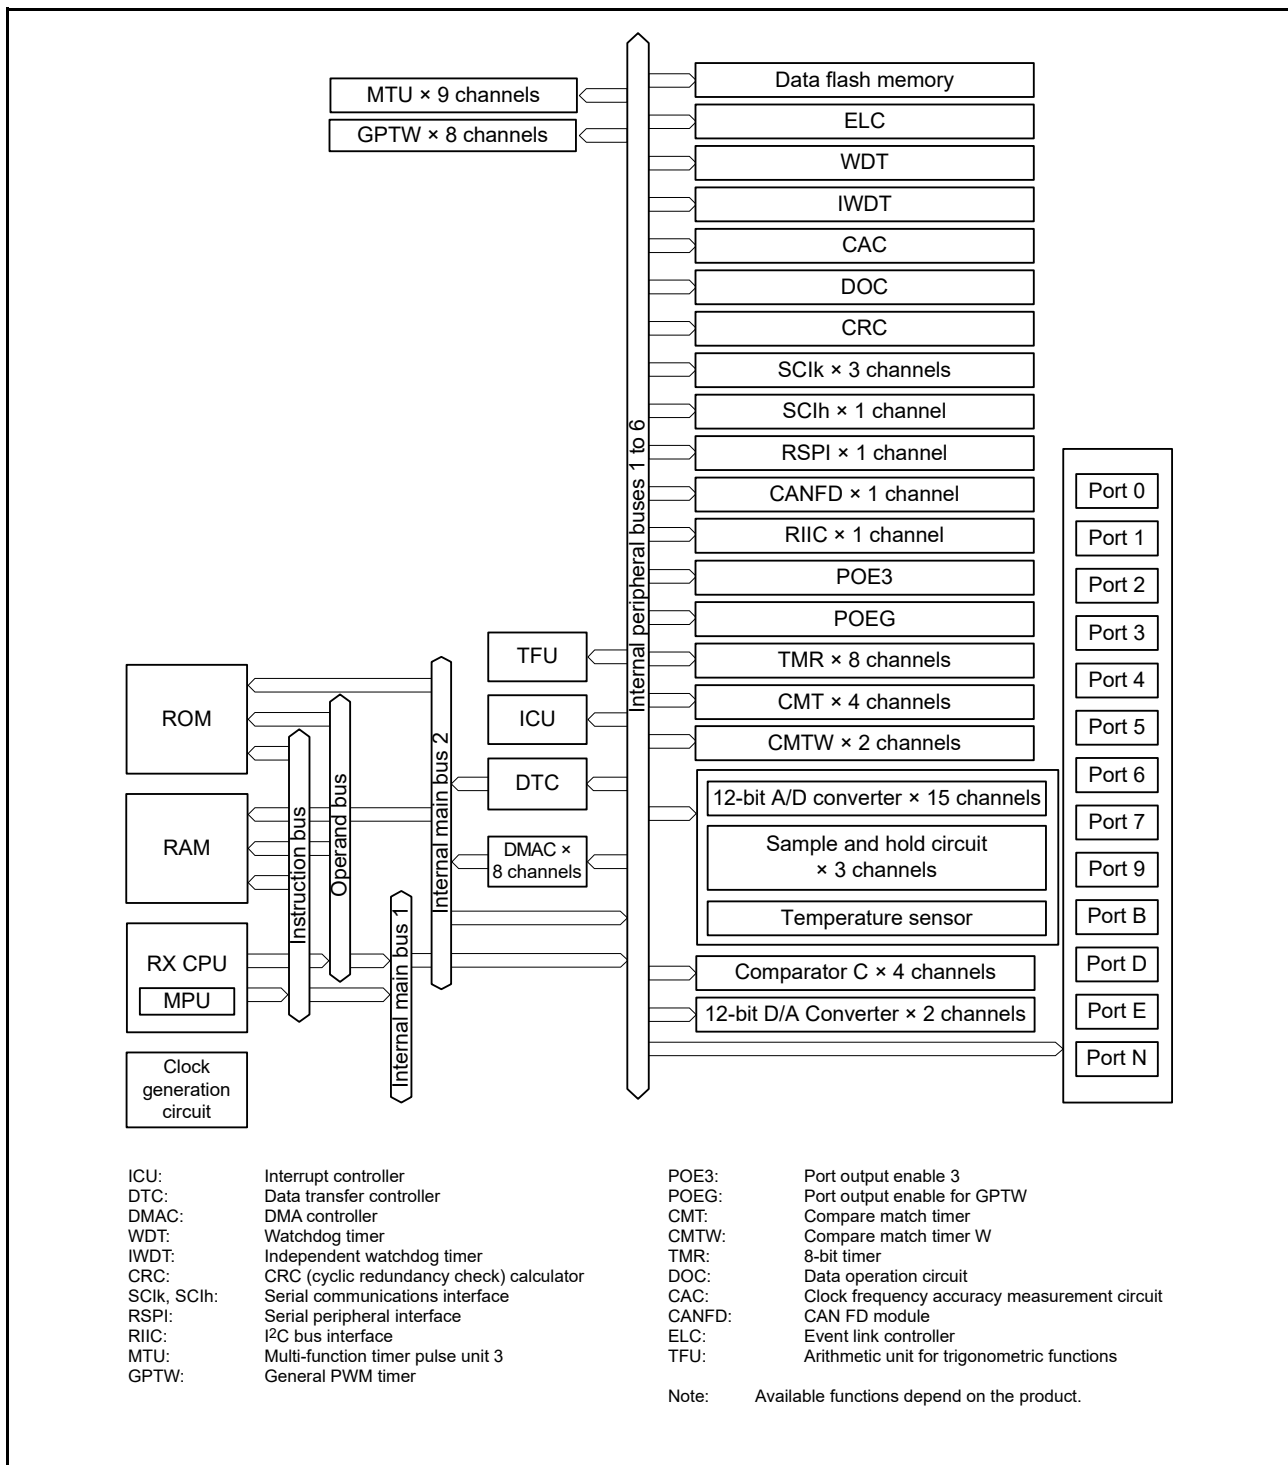 MTU × 9 channels
GPTW × 8 channels
Data flash memory
ELC
WDT
IWDT
CAC
DOC
CRC
SCIk × 3 channels
SCIh × 1 channel
RSPI × 1 channel
CANFD × 1 channel
RIIC × 1 channel
POE3
POEG
TMR × 8 channels
CMT × 4 channels
CMTW × 2 channels
12-bit A/D converter × 15 channels
Sample and hold circuit
× 3 channels
Temperature sensor
Comparator C × 4 channels
12-bit D/A Converter × 2 channels
Internal peripheral buses 1 to 6
Port 0
Port 1
Port 2
Port 3
Port 4
Port 5
Port 6
Port 7
Port 9
Port B
Port D
Port E
Port N
TFU
ICU
DTC
DMAC ×
8 channels
Internal main bus 2
Internal main bus 1
Operand bus
Instruction bus
ROM
RAM
RX CPU
MPU
Clock
generation
circuit
ICU: Interrupt controller
DTC: Data transfer controller
DMAC: DMA controller
WDT: Watchdog timer
IWDT: Independent watchdog timer
CRC: CRC (cyclic redundancy check) calculator
SCIk, SCIh: Serial communications interface
RSPI: Serial peripheral interface
RIIC: I²C bus interface
MTU: Multi-function timer pulse unit 3
GPTW: General PWM timer
POE3: Port output enable 3
POEG: Port output enable for GPTW
CMT: Compare match timer
CMTW: Compare match timer W
TMR: 8-bit timer
DOC: Data operation circuit
CAC: Clock frequency accuracy measurement circuit
CANFD: CAN FD module
ELC: Event link controller
TFU: Arithmetic unit for trigonometric functions
Note: Available functions depend on the product.